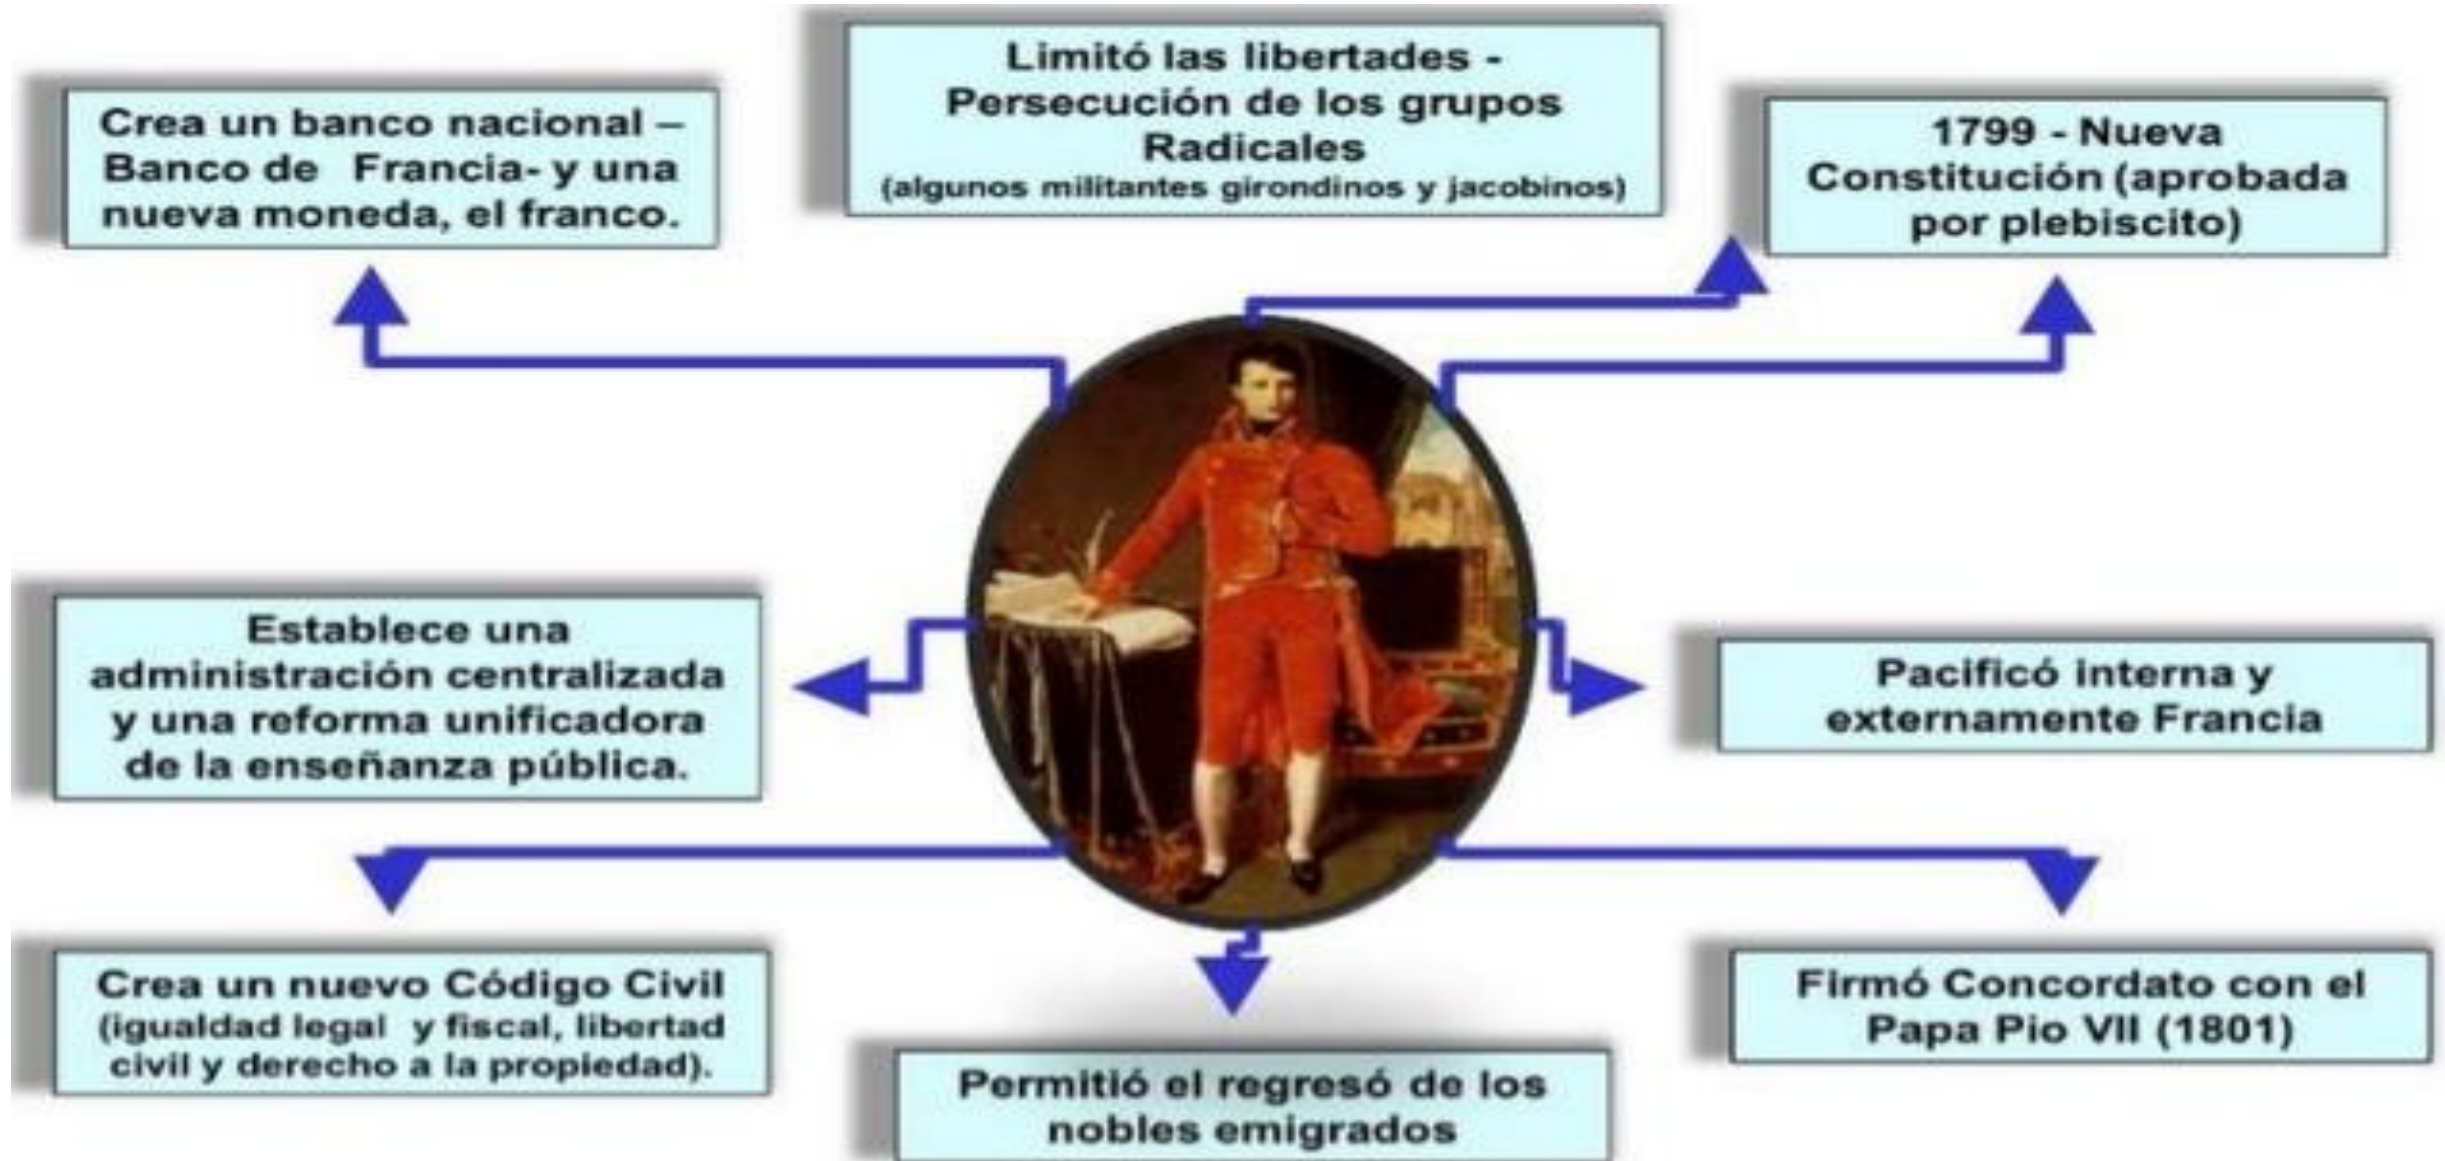 Crea un banco nacional –
Banco de Francia- y una
nueva moneda, el franco.
Limitó las libertades -
Persecución de los grupos
Radicales
(algunos militantes girondinos y jacobinos)
1799 - Nueva
Constitución (aprobada
por plebiscito)
Establece una
administración centralizada
y una reforma unificadora
de la enseñanza pública.
Pacificó interna y
externamente Francia
Crea un nuevo Código Civil
(igualdad legal y fiscal, libertad
civil y derecho a la propiedad).
Permitió el regresó de los
nobles emigrados
Firmó Concordato con el
Papa Pio VII (1801)